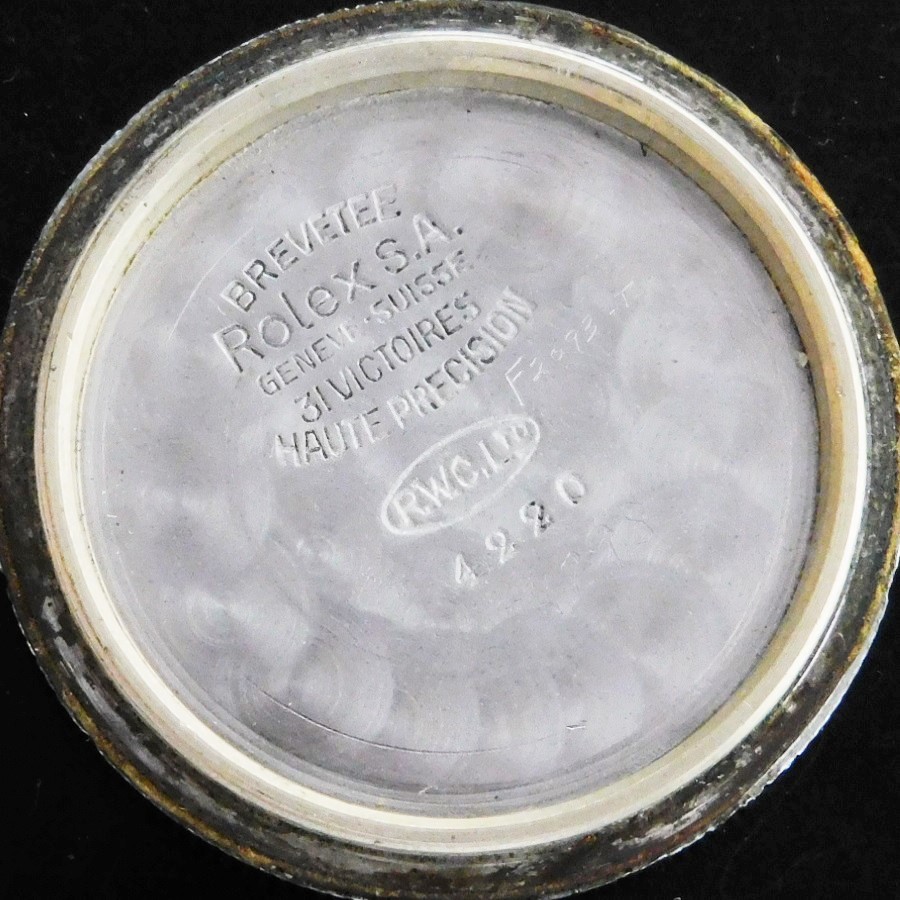 BREVETEE
Rolex S.A.
GENEVE-SUISSE
31 VICTOIRES
HAUTE PRECISION
R.W.C. LTD
4220